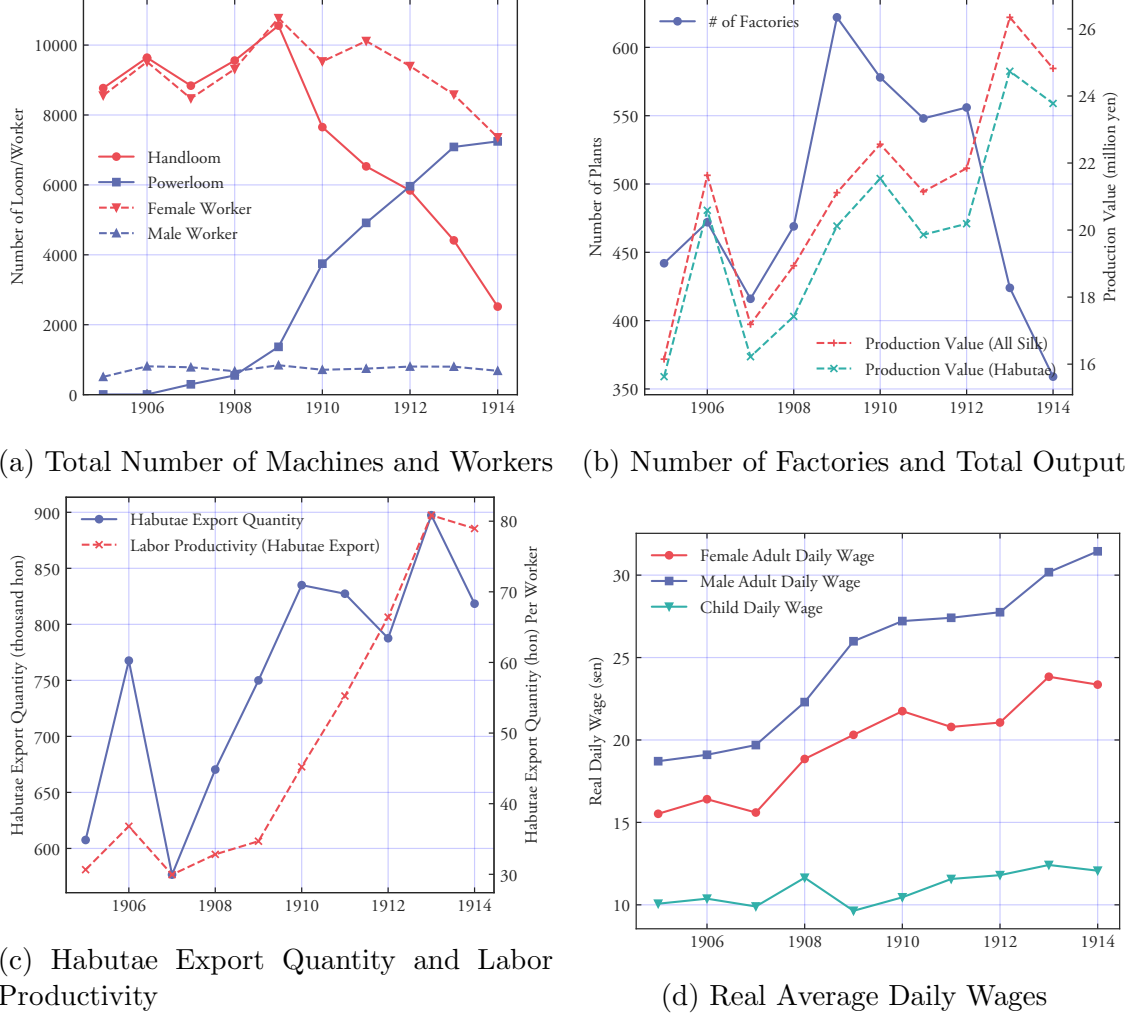 10000
8000
6000
4000
2000
0
1906
1908
1910
1912
1914
Number of Loom/Worker
Handloom
Powerloom
Female Worker
Male Worker
(a) Total Number of Machines and Workers
# of Factories
600
550
500
450
400
350
Number of Plants
26
24
22
20
18
16
Production Value (million yen)
Production Value (All Silk)
Production Value (Habutae)
1906
1908
1910
1912
1914
(b) Number of Factories and Total Output
900
850
800
750
700
650
600
Habutae Export Quantity (thousand hon)
Habutae Export Quantity
Labor Productivity (Habutae Export)
80
70
60
50
40
30
Habutae Export Quantity (hon) Per Worker
1906
1908
1910
1912
1914
(c) Habutae Export Quantity and Labor
Productivity
Female Adult Daily Wage
Male Adult Daily Wage
Child Daily Wage
30
25
20
15
10
Real Daily Wage (sen)
1906
1908
1910
1912
1914
(d) Real Average Daily Wages